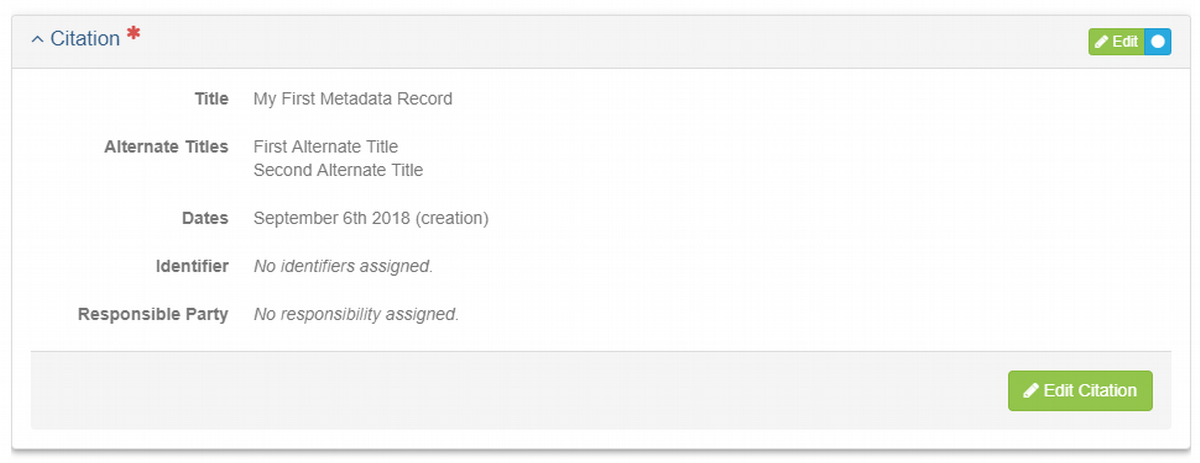 Citation *
Edit
Title My First Metadata Record
Alternate Titles First Alternate Title
Second Alternate Title
Dates September 6th 2018 (creation)
Identifier No identifiers assigned.
Responsible Party No responsibility assigned.
Edit Citation